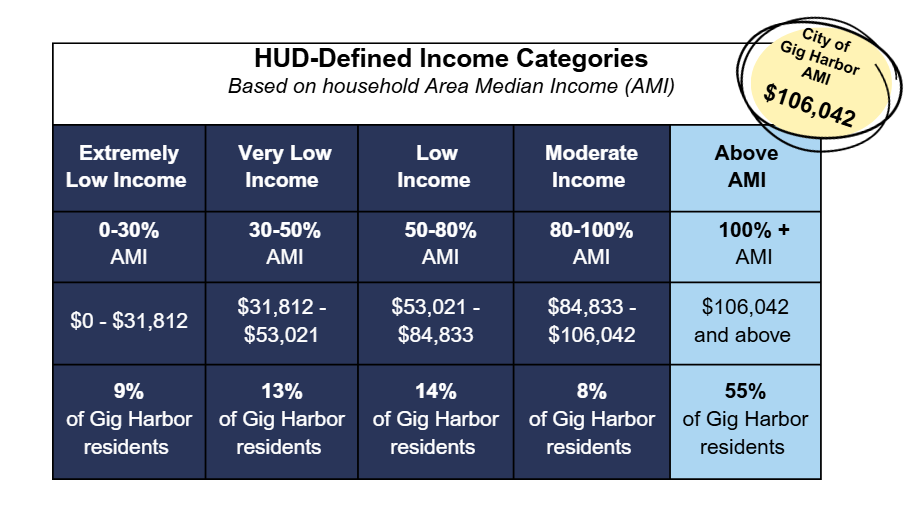 HUD-Defined Income Categories
Based on household Area Median Income (AMI)
City of
Gig Harbor
AMI
$106,042
Extremely
Low Income
Very Low
Income
Low
Income
Moderate
Income
Above
AMI
0-30%
AMI
30-50%
AMI
50-80%
AMI
80-100%
AMI
100% +
AMI
$0 - $31,812
$31,812 -
$53,021
$53,021 -
$84,833
$84,833 -
$106,042
$106,042
and above
9%
of Gig Harbor
residents
13%
of Gig Harbor
residents
14%
of Gig Harbor
residents
8%
of Gig Harbor
residents
55%
of Gig Harbor
residents